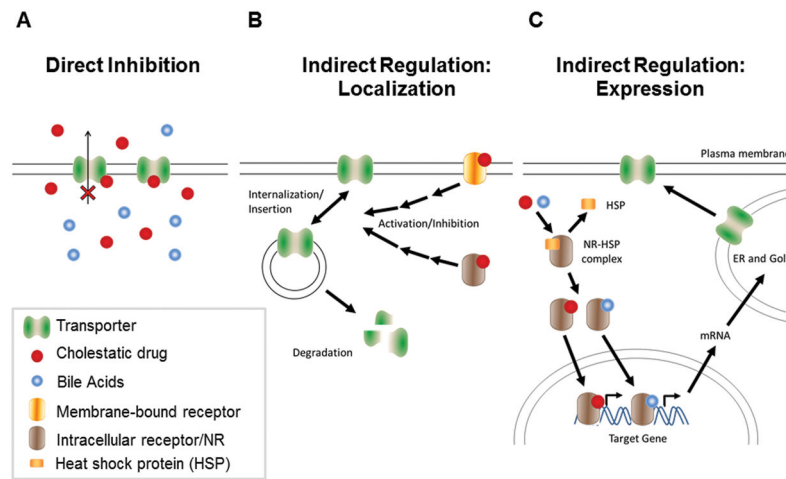 A
Direct Inhibition
B
Indirect Regulation:
Localization
Internalization/
Insertion
Activation/Inhibition
Degradation
C
Indirect Regulation:
Expression
Plasma membrane
HSP
NR-HSP
complex
ER and Gol
mRNA
Target Gene
Transporter
Cholestatic drug
Bile Acids
Membrane-bound receptor
Intracellular receptor/NR
Heat shock protein (HSP)